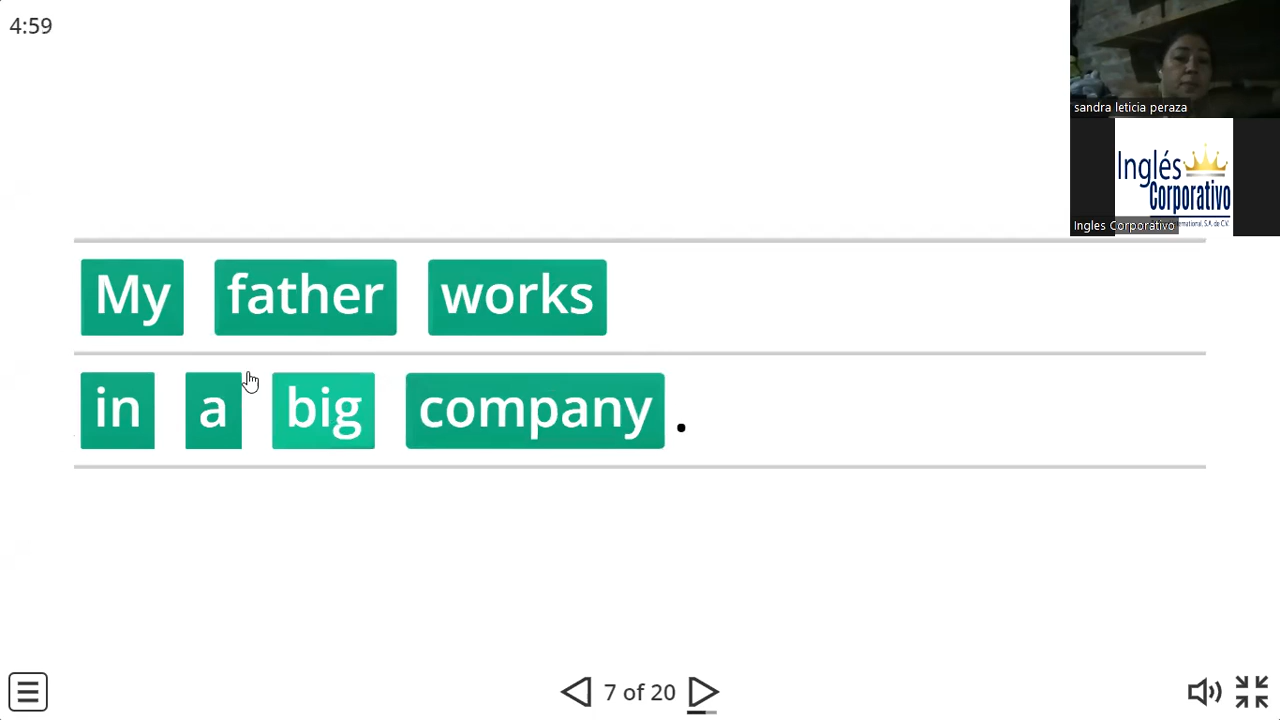 4:59
sandra leticia peraza
Inglés
Corporativo
Ingles Corporativo
My father works
in a big company.
7 of 20